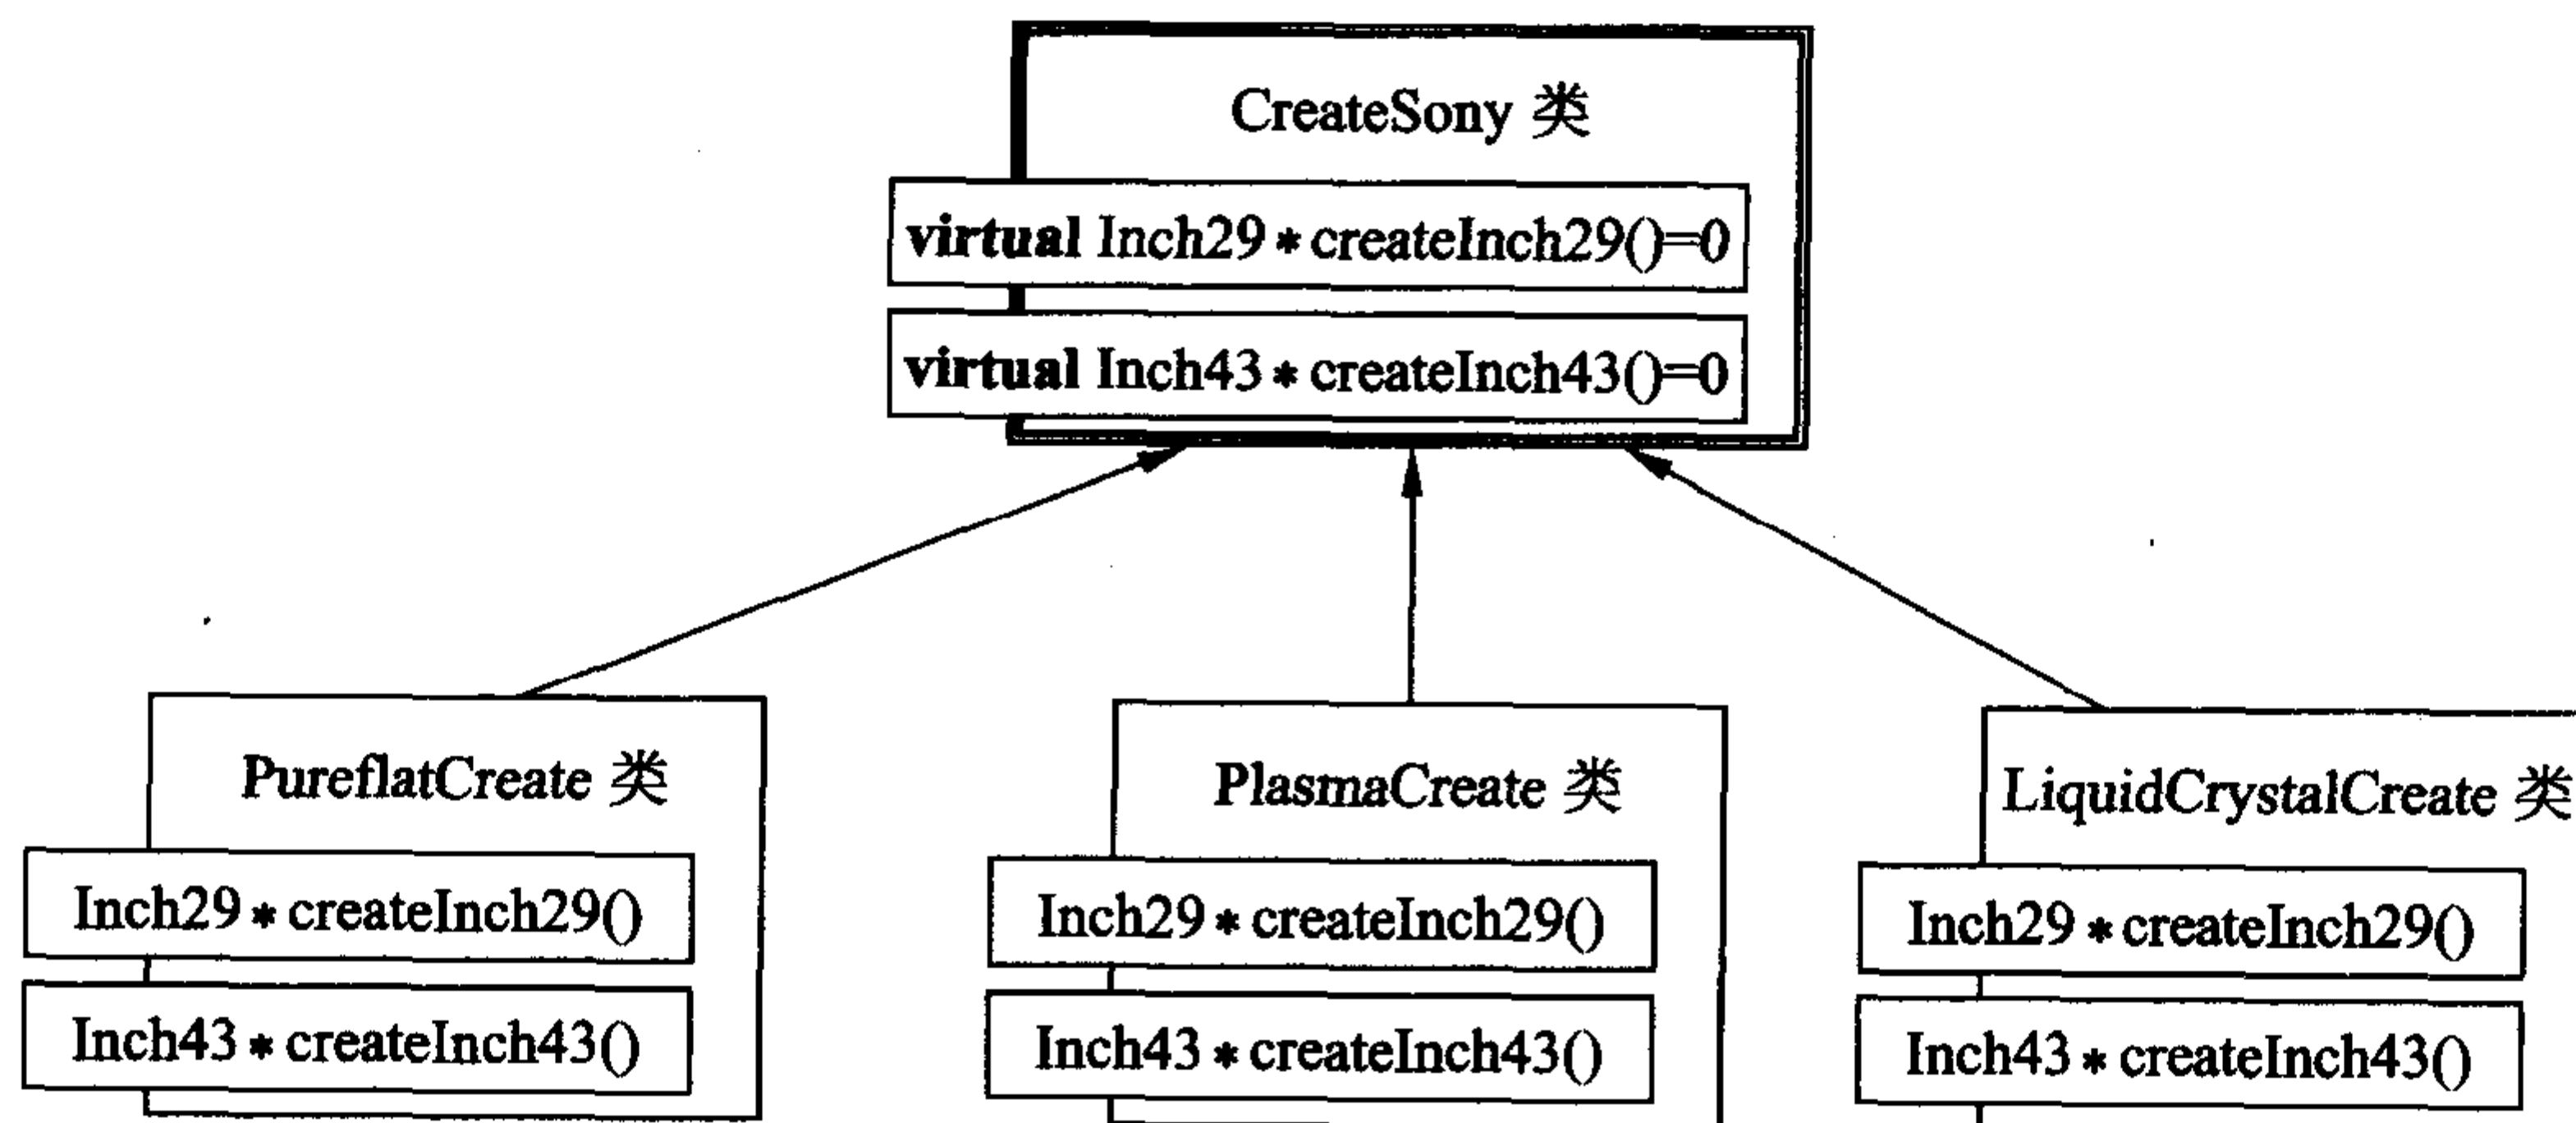 CreateSony 类
virtual Inch29 * createInch29()=0
virtual Inch43 * createInch43()=0
PureflatCreate 类
PlasmaCreate 类
LiquidCrystalCreate 类
Inch29 * createInch29()
Inch29 * createInch29()
Inch29 * createInch29()
Inch43 * createInch43()
Inch43 * createInch43()
Inch43 * createInch43()